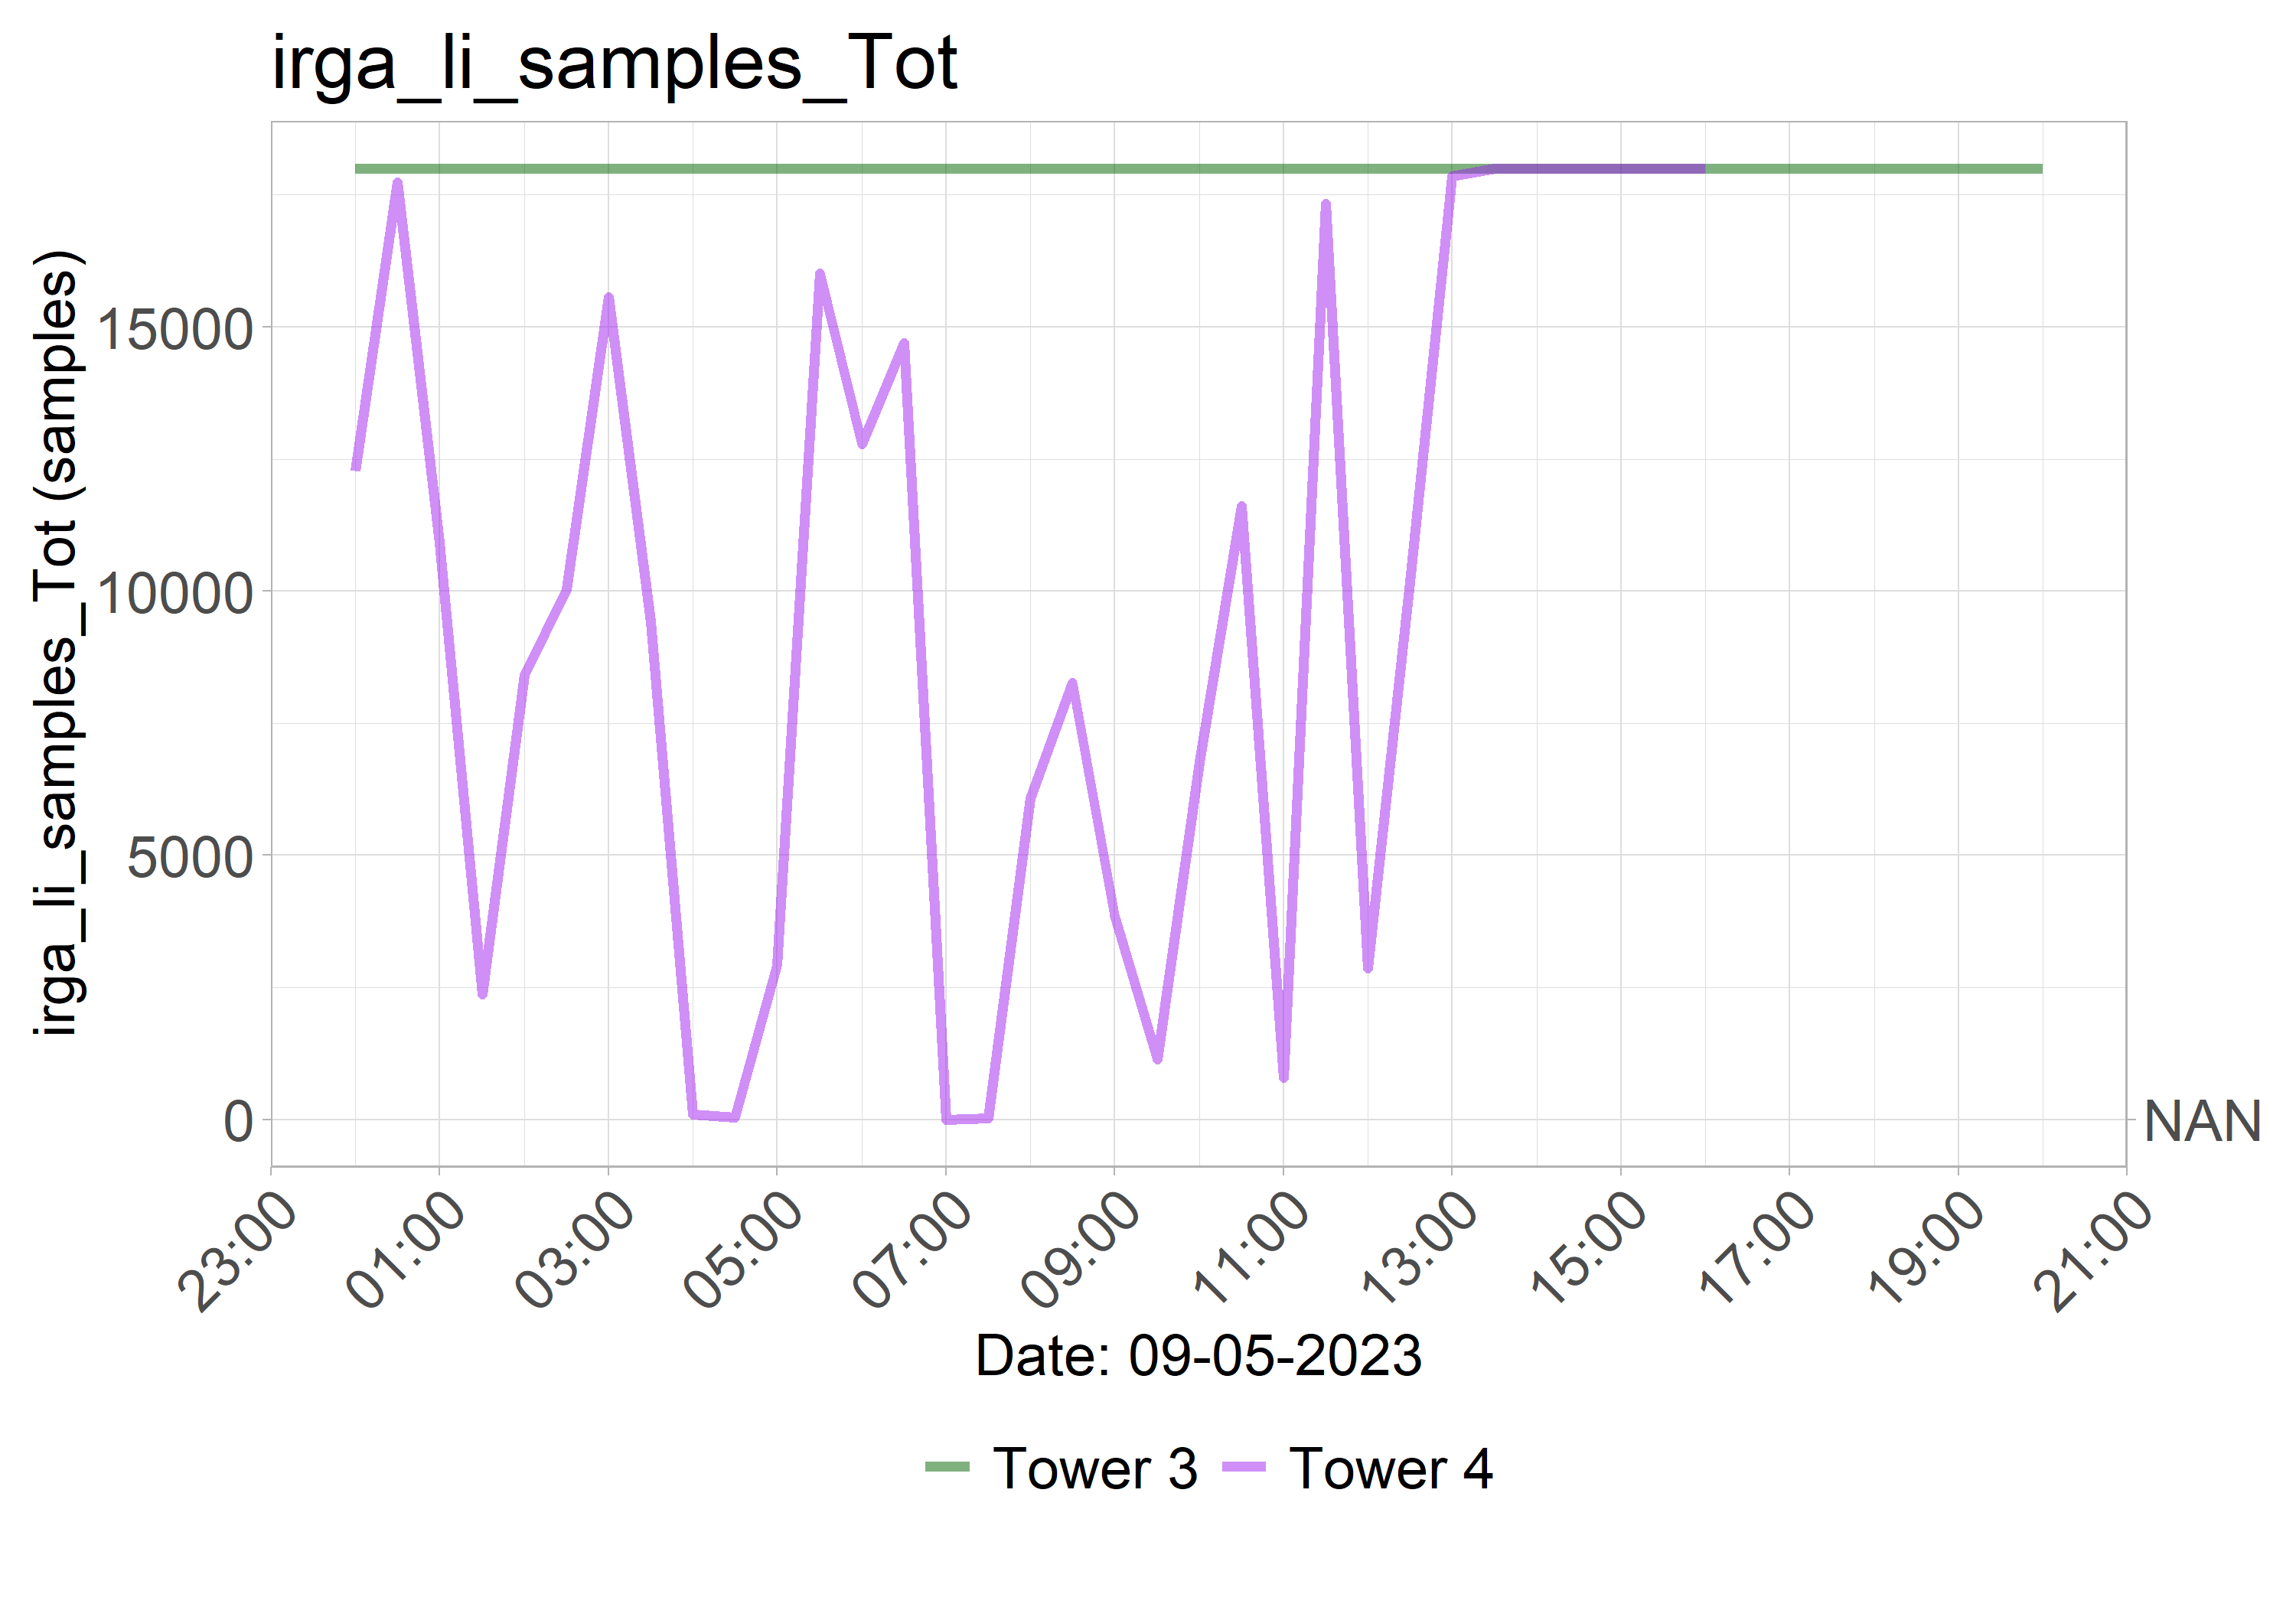 irga_li_samples_Tot
irga_li_samples_Tot (samples)
15000
10000
5000
0
NAN
23:00
01:00
03:00
05:00
07:00
09:00
11:00
13:00
15:00
17:00
19:00
21:00
Date: 09-05-2023
Tower 3
Tower 4